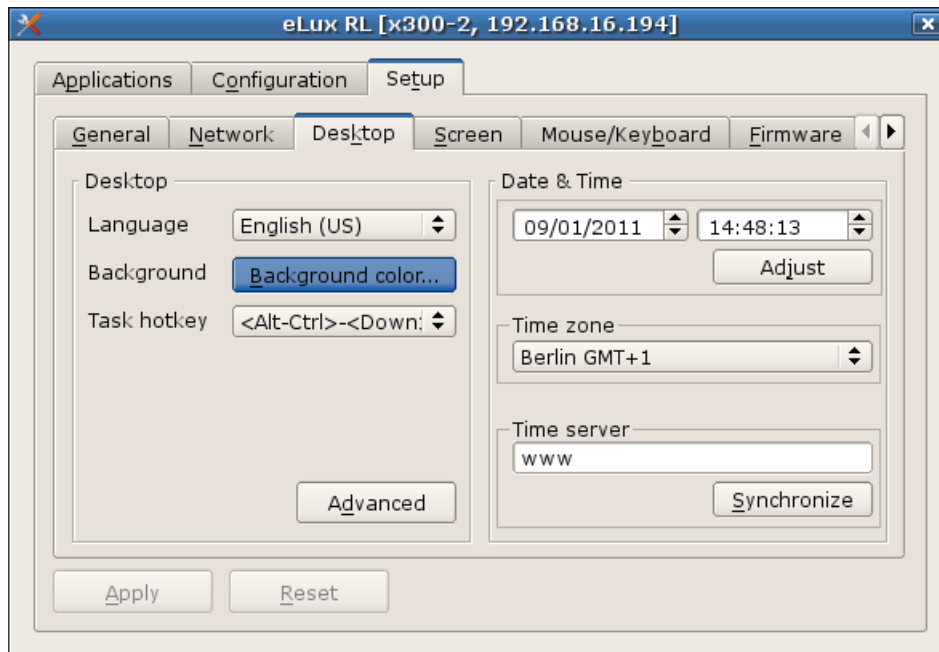 eLux RL [x300-2, 192.168.16.194]
Applications Configuration Setup
General Network Desktop Screen Mouse/Keyboard Firmware
Desktop
Language English (US)
Background Background color...
Task hotkey <Alt-Ctrl>-<Down:
Advanced
Date & Time
09/01/2011 14:48:13
Adjust
Time zone
Berlin GMT+1
Time server
www
Synchronize
Apply Reset